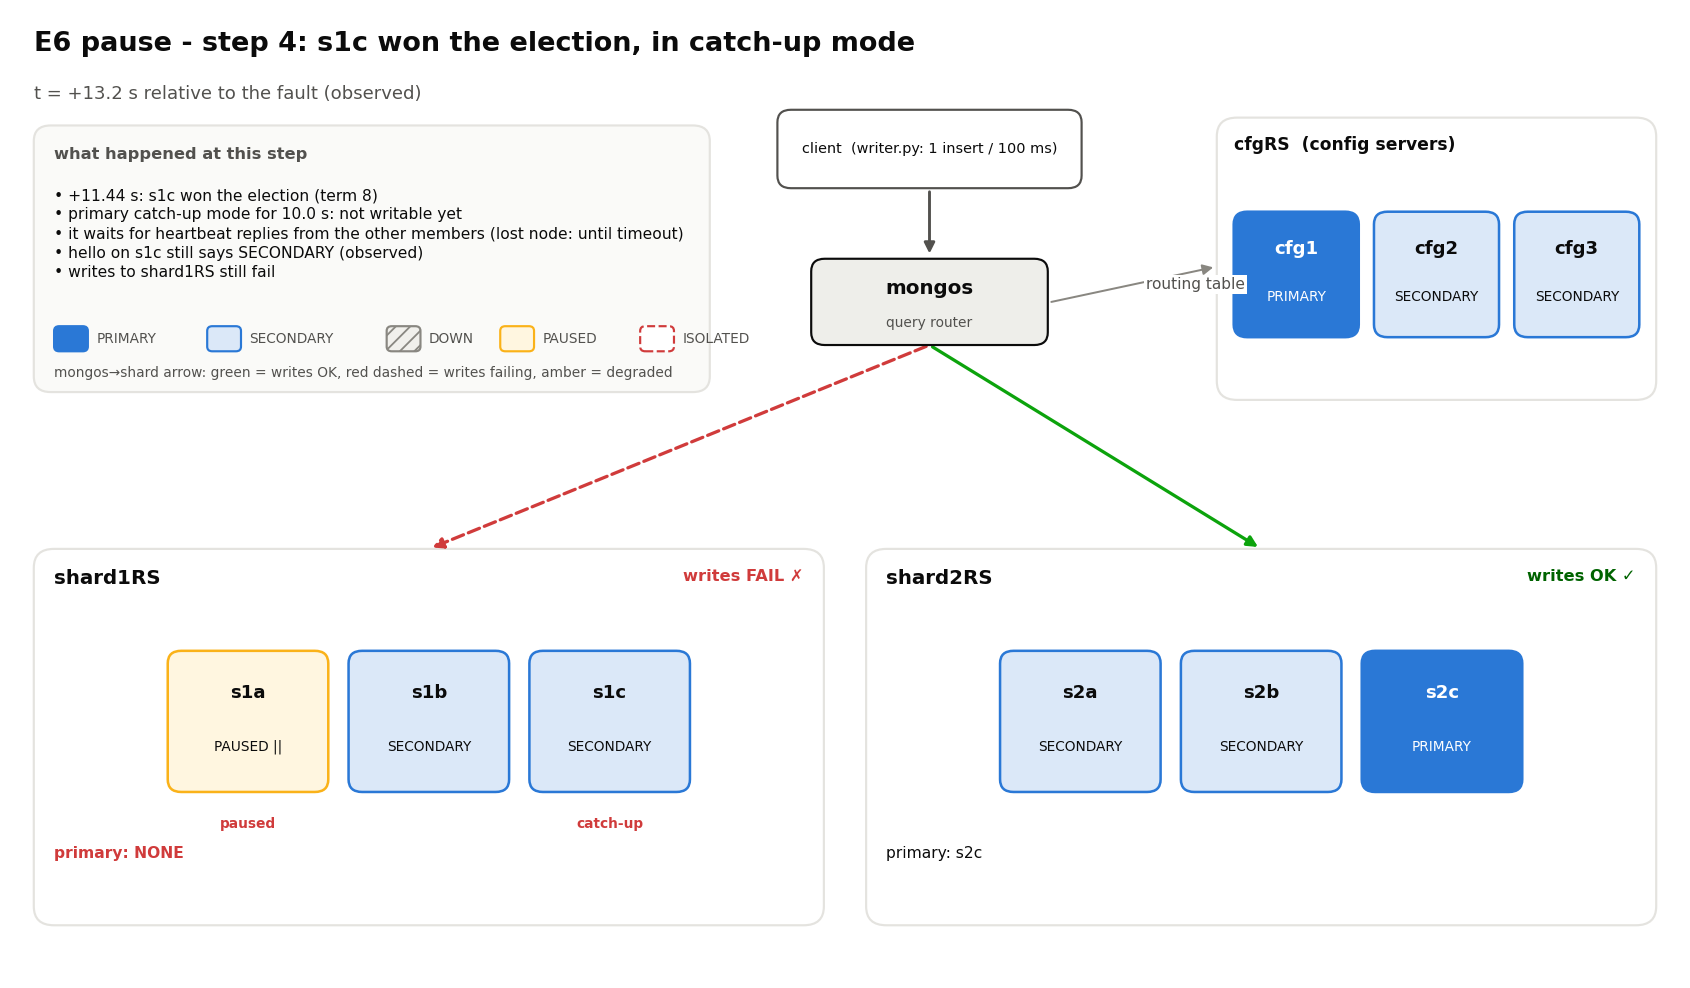 E6 pause - step 4: s1c won the election, in catch-up mode
t = +13.2 s relative to the fault (observed)
what happened at this step
• +11.44 s: s1c won the election (term 8)
• primary catch-up mode for 10.0 s: not writable yet
• it waits for heartbeat replies from the other members (lost node: until timeout)
• hello on s1c still says SECONDARY (observed)
• writes to shard1RS still fail
PRIMARY SECONDARY DOWN PAUSED ISOLATED
mongos→shard arrow: green = writes OK, red dashed = writes failing, amber = degraded
client  (writer.py: 1 insert / 100 ms)
mongos
query router
routing table
cfgRS  (config servers)
cfg1 cfg2 cfg3
PRIMARY SECONDARY SECONDARY
shard1RS
writes FAIL ✗
s1a s1b s1c
PAUSED || SECONDARY SECONDARY
paused catch-up
primary: NONE
shard2RS
writes OK ✓
s2a s2b s2c
SECONDARY SECONDARY PRIMARY
primary: s2c